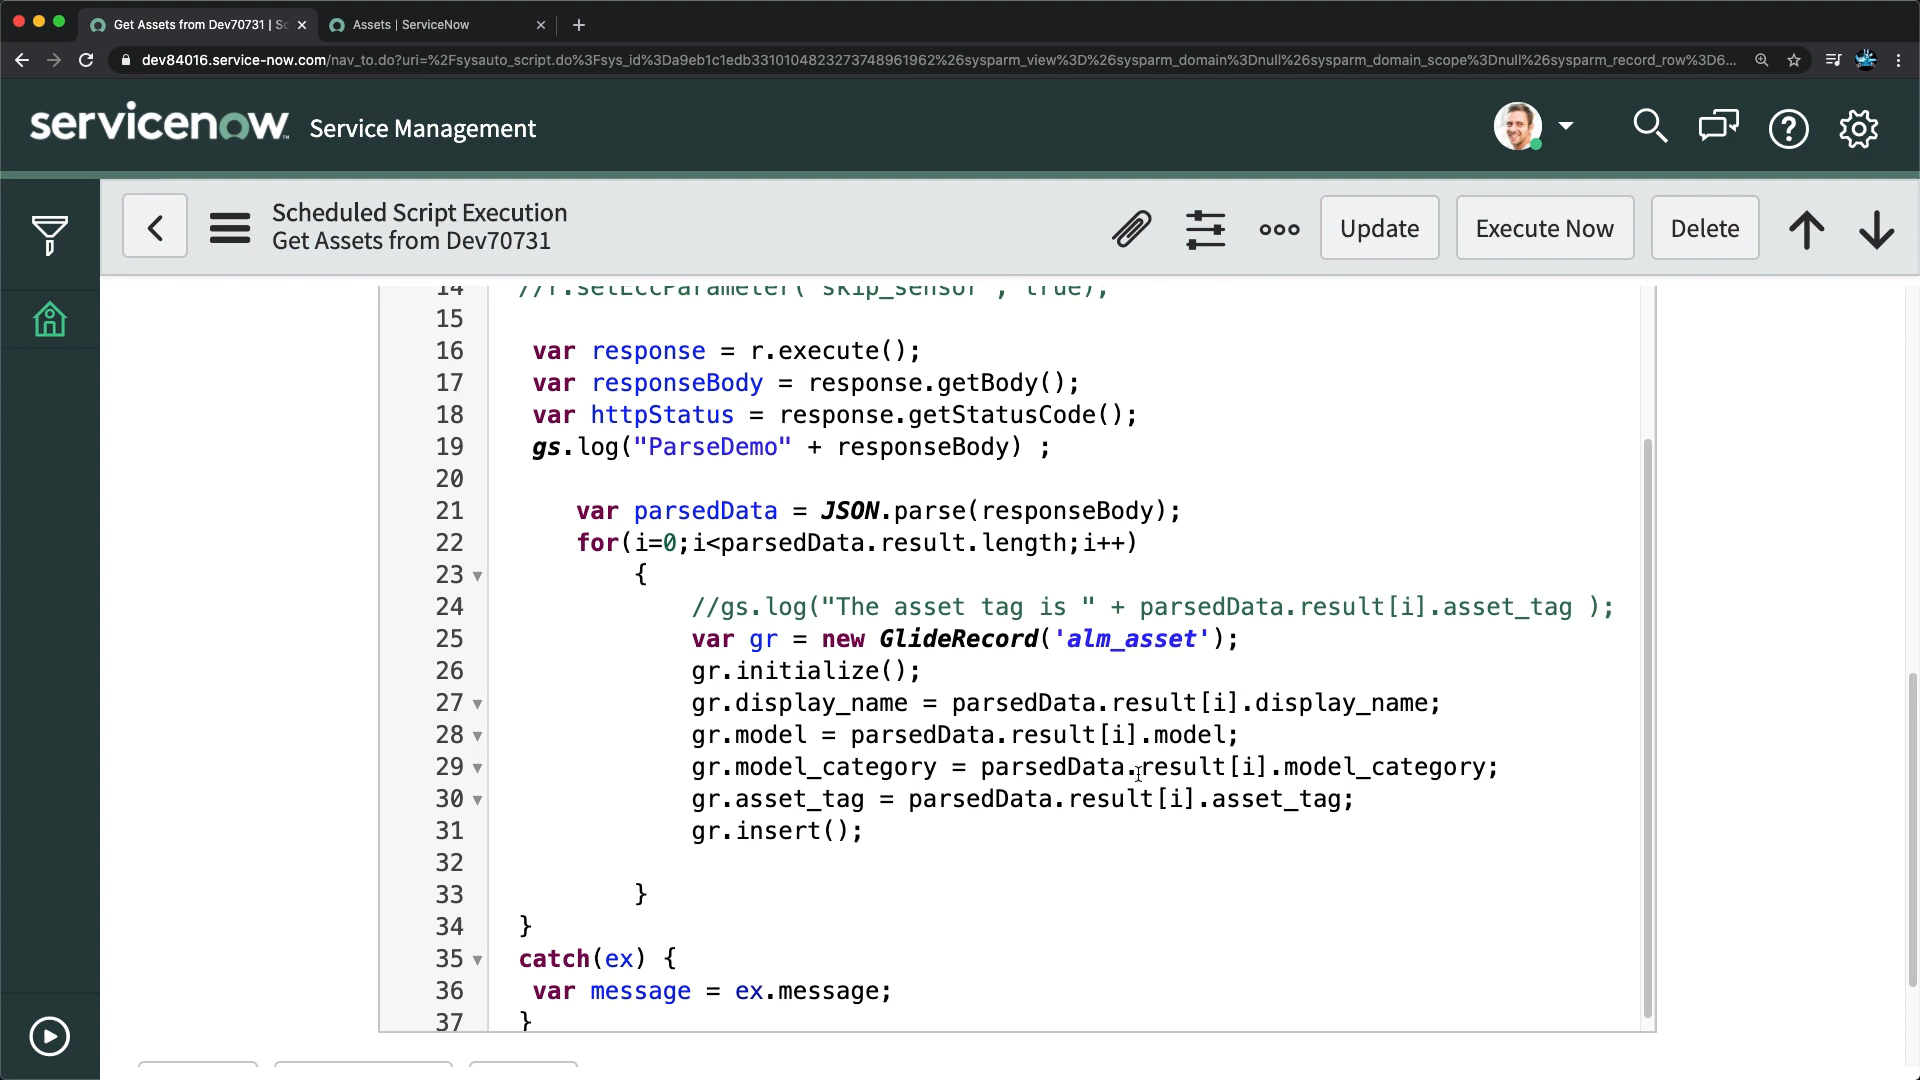 Get Assets from Dev70731 | Sc
Assets | ServiceNow
dev84016.service-now.com/nav_to.do?uri=%2Fsysauto_script.do%3Fsys_id%3Da9eb1c1edb3310104823273748961962%26sysparm_view%3D%26sysparm_domain%3Dnull%26sysparm_domain_scope%3Dnull%26sysparm_record_row%3D6...
servicenow Service Management
Scheduled Script Execution
Get Assets from Dev70731
Update
Execute Now
Delete
14 //r.setEccParameter('skip_sensor', true);
15
16 var response = r.execute();
17 var responseBody = response.getBody();
18 var httpStatus = response.getStatusCode();
19 gs.log("ParseDemo" + responseBody) ;
20
21 var parsedData = JSON.parse(responseBody);
22 for(i=0;i<parsedData.result.length;i++)
23 {
24 //gs.log("The asset tag is " + parsedData.result[i].asset_tag );
25 var gr = new GlideRecord('alm_asset');
26 gr.initialize();
27 gr.display_name = parsedData.result[i].display_name;
28 gr.model = parsedData.result[i].model;
29 gr.model_category = parsedData.result[i].model_category;
30 gr.asset_tag = parsedData.result[i].asset_tag;
31 gr.insert();
32
33 }
34 }
35 catch(ex) {
36 var message = ex.message;
37 }